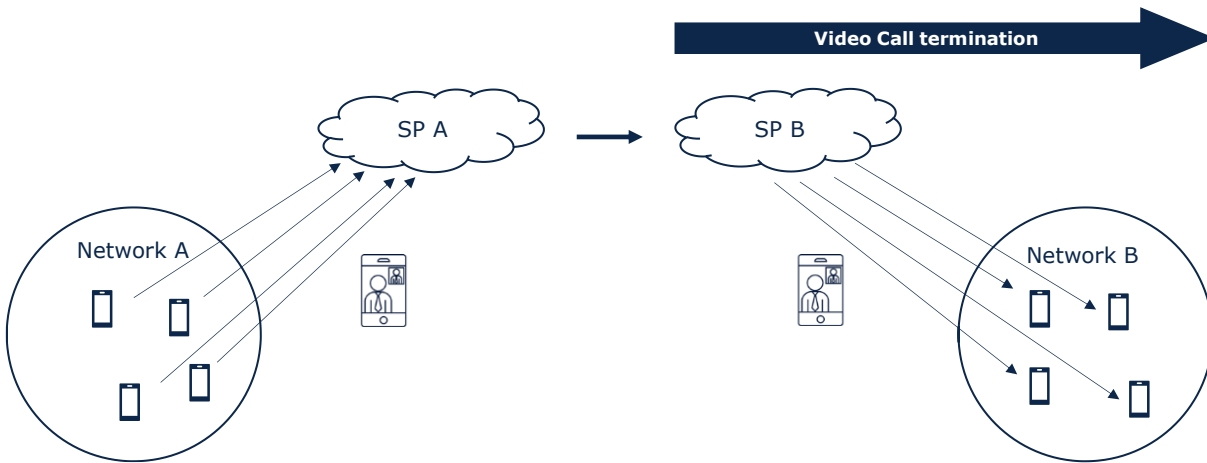 Video Call termination
SP A
SP B
Network A
Network B